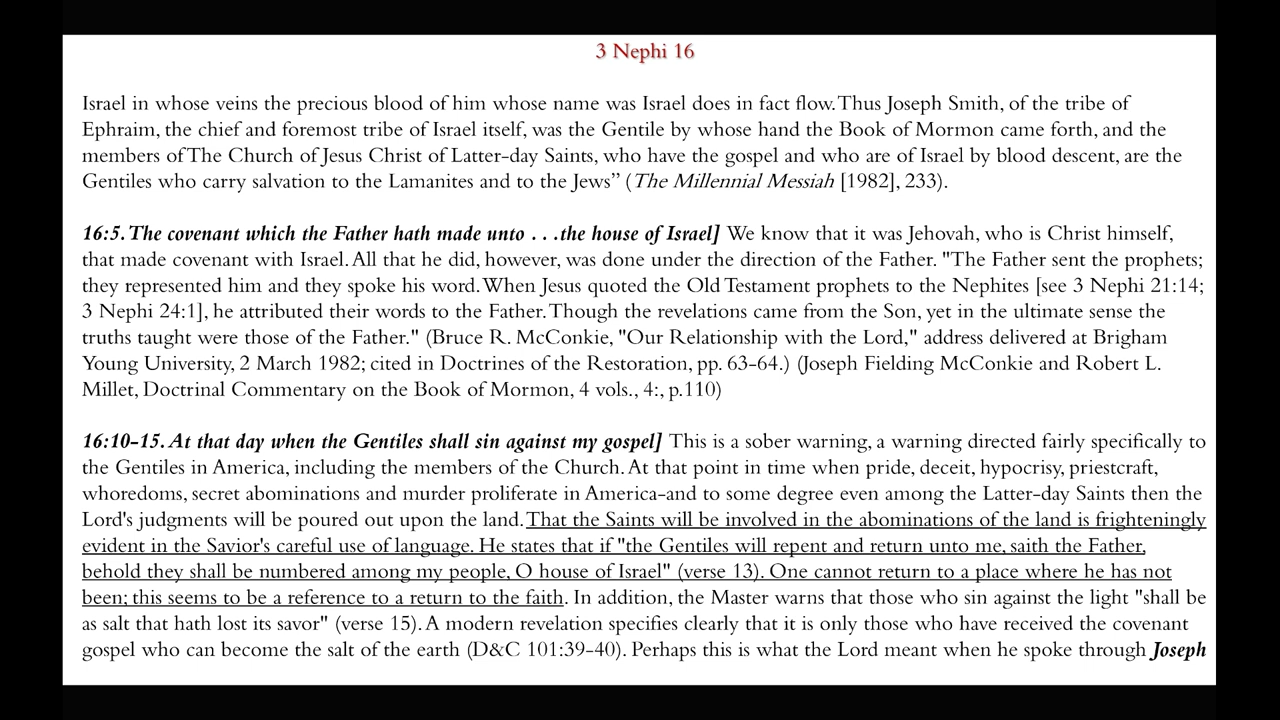 3 Nephi 16
Israel in whose veins the precious blood of him whose name was Israel does in fact flow. Thus Joseph Smith, of the tribe of
Ephraim, the chief and foremost tribe of Israel itself, was the Gentile by whose hand the Book of Mormon came forth, and the
members of The Church of Jesus Christ of Latter-day Saints, who have the gospel and who are of Israel by blood descent, are the
Gentiles who carry salvation to the Lamanites and to the Jews” (The Millennial Messiah [1982], 233).
16:5. The covenant which the Father hath made unto . . .the house of Israel] We know that it was Jehovah, who is Christ himself,
that made covenant with Israel. All that he did, however, was done under the direction of the Father. "The Father sent the prophets;
they represented him and they spoke his word. When Jesus quoted the Old Testament prophets to the Nephites [see 3 Nephi 21:14;
3 Nephi 24:1], he attributed their words to the Father. Though the revelations came from the Son, yet in the ultimate sense the
truths taught were those of the Father." (Bruce R. McConkie, "Our Relationship with the Lord," address delivered at Brigham
Young University, 2 March 1982; cited in Doctrines of the Restoration, pp. 63-64.) (Joseph Fielding McConkie and Robert L.
Millet, Doctrinal Commentary on the Book of Mormon, 4 vols., 4:, p.110)
16:10-15. At that day when the Gentiles shall sin against my gospel] This is a sober warning, a warning directed fairly specifically to
the Gentiles in America, including the members of the Church. At that point in time when pride, deceit, hypocrisy, priestcraft,
whoredoms, secret abominations and murder proliferate in America-and to some degree even among the Latter-day Saints then the
Lord's judgments will be poured out upon the land. That the Saints will be involved in the abominations of the land is frighteningly
evident in the Savior's careful use of language. He states that if "the Gentiles will repent and return unto me, saith the Father,
behold they shall be numbered among my people, O house of Israel" (verse 13). One cannot return to a place where he has not
been; this seems to be a reference to a return to the faith. In addition, the Master warns that those who sin against the light "shall be
as salt that hath lost its savor" (verse 15). A modern revelation specifies clearly that it is only those who have received the covenant
gospel who can become the salt of the earth (D&C 101:39-40). Perhaps this is what the Lord meant when he spoke through Joseph